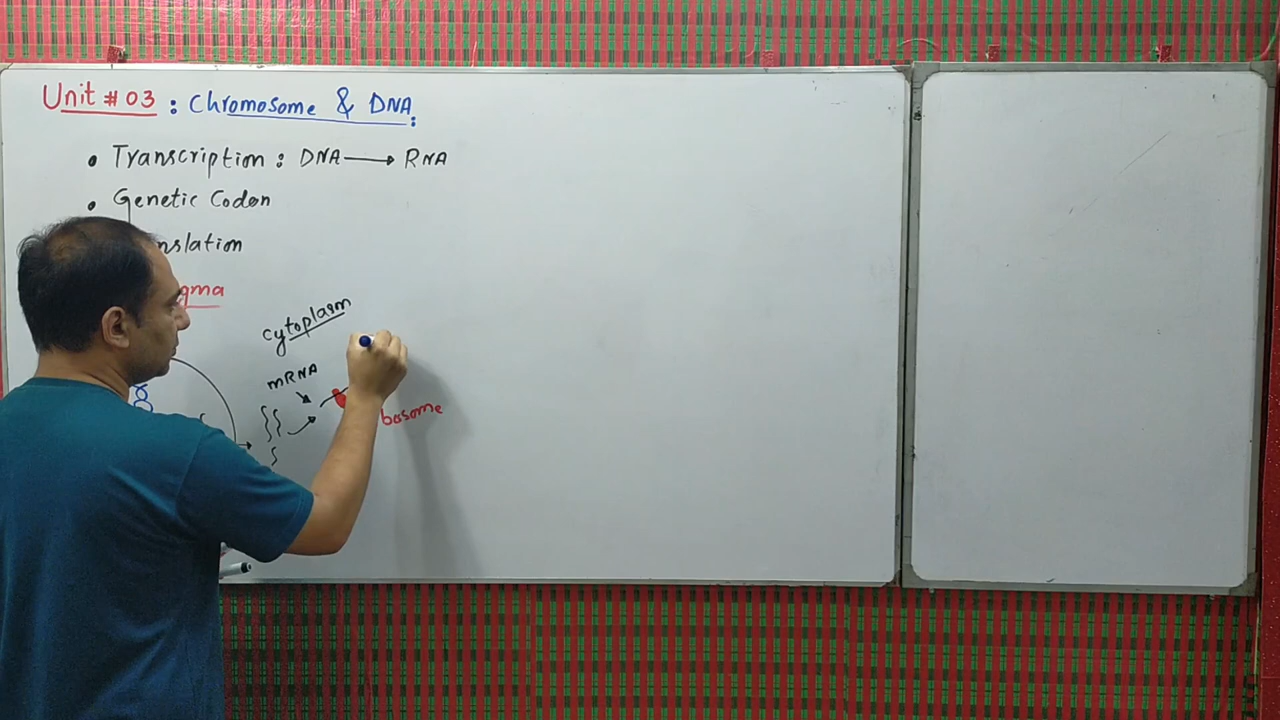 Unit # 03 : Chromosome & DNA:
• Transcription : DNA → RNA
• Genetic Codon
nslation
gma
cytoplasm
mRNA
bosome